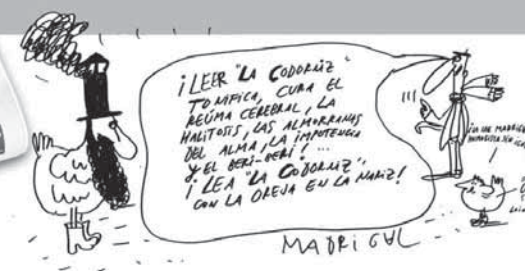 ¡LEER "LA CODORNIZ"
TONIFICA, CURA EL
REÚMA CEREBRAL, LA
HALITOSIS, LAS ALMORRANAS
DEL ALMA, LA IMPOTENCIA
Y EL BERI-BERI!...
¡LEA "LA CODORNIZ",
CON LA OREJA EN LA NARIZ!
MADRIGAL